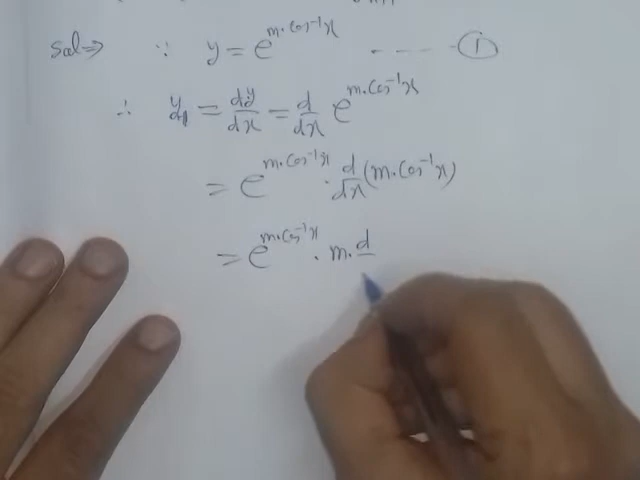 Sol⇒ ∵ y = e^{m·Cos⁻¹x} ---- ①
∴ y₁ = dy/dx = d/dx e^{m·Cos⁻¹x}
= e^{m·Cos⁻¹x} · d/dx (m·Cos⁻¹x)
= e^{m·Cos⁻¹x} · m· d